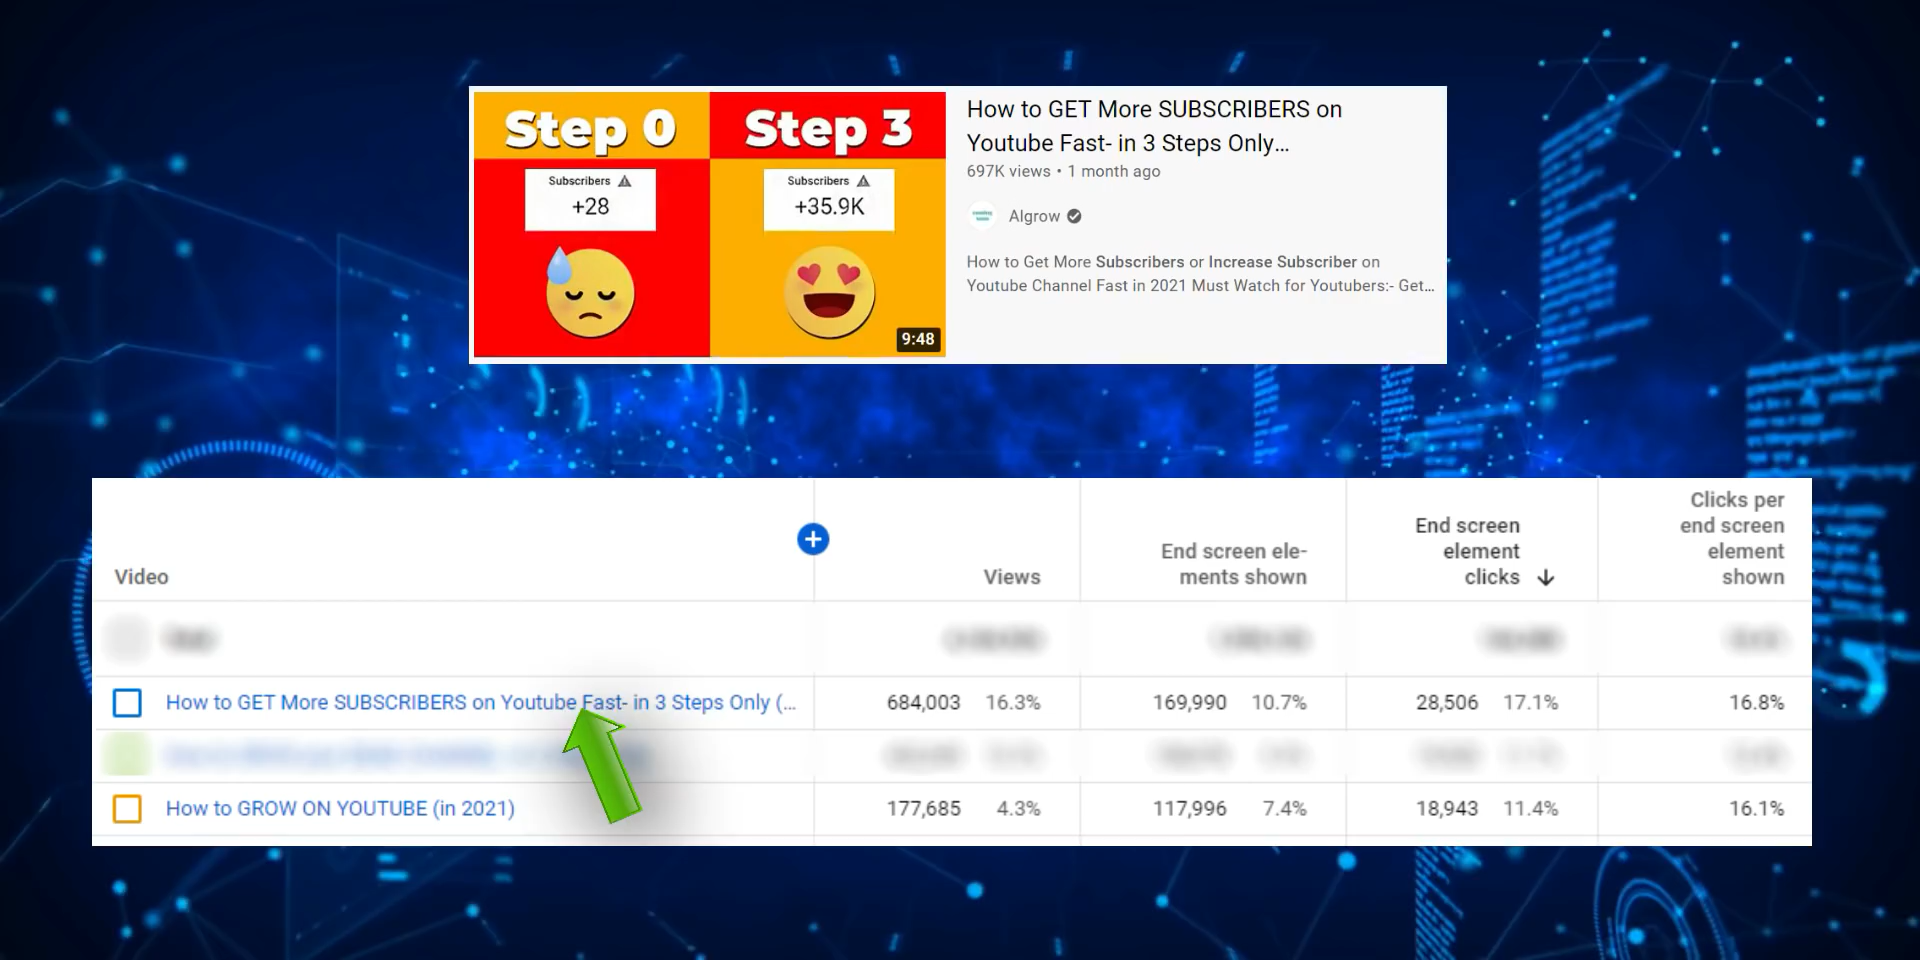 Step 0
Step 3
Subscribers
+28
Subscribers
+35.9K
9:48
How to GET More SUBSCRIBERS on
Youtube Fast- in 3 Steps Only...
697K views • 1 month ago
Algrow
How to Get More Subscribers or Increase Subscriber on
Youtube Channel Fast in 2021 Must Watch for Youtubers:- Get...
Video
Views
End screen ele-
ments shown
End screen
element
clicks
Clicks per
end screen
element
shown
How to GET More SUBSCRIBERS on Youtube Fast- in 3 Steps Only (... 684,003 16.3% 169,990 10.7% 28,506 17.1% 16.8%
How to GROW ON YOUTUBE (in 2021) 177,685 4.3% 117,996 7.4% 18,943 11.4% 16.1%